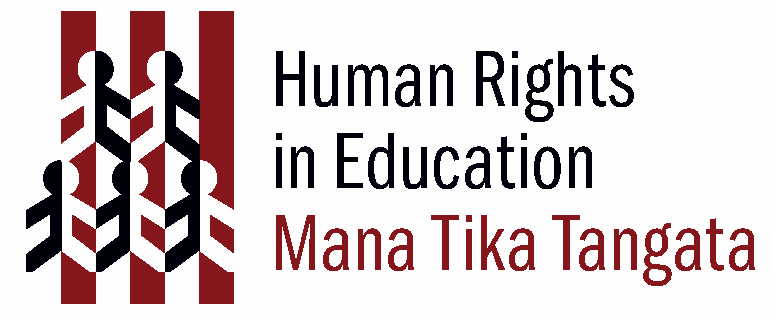 Human Rights
in Education
Mana Tika Tangata